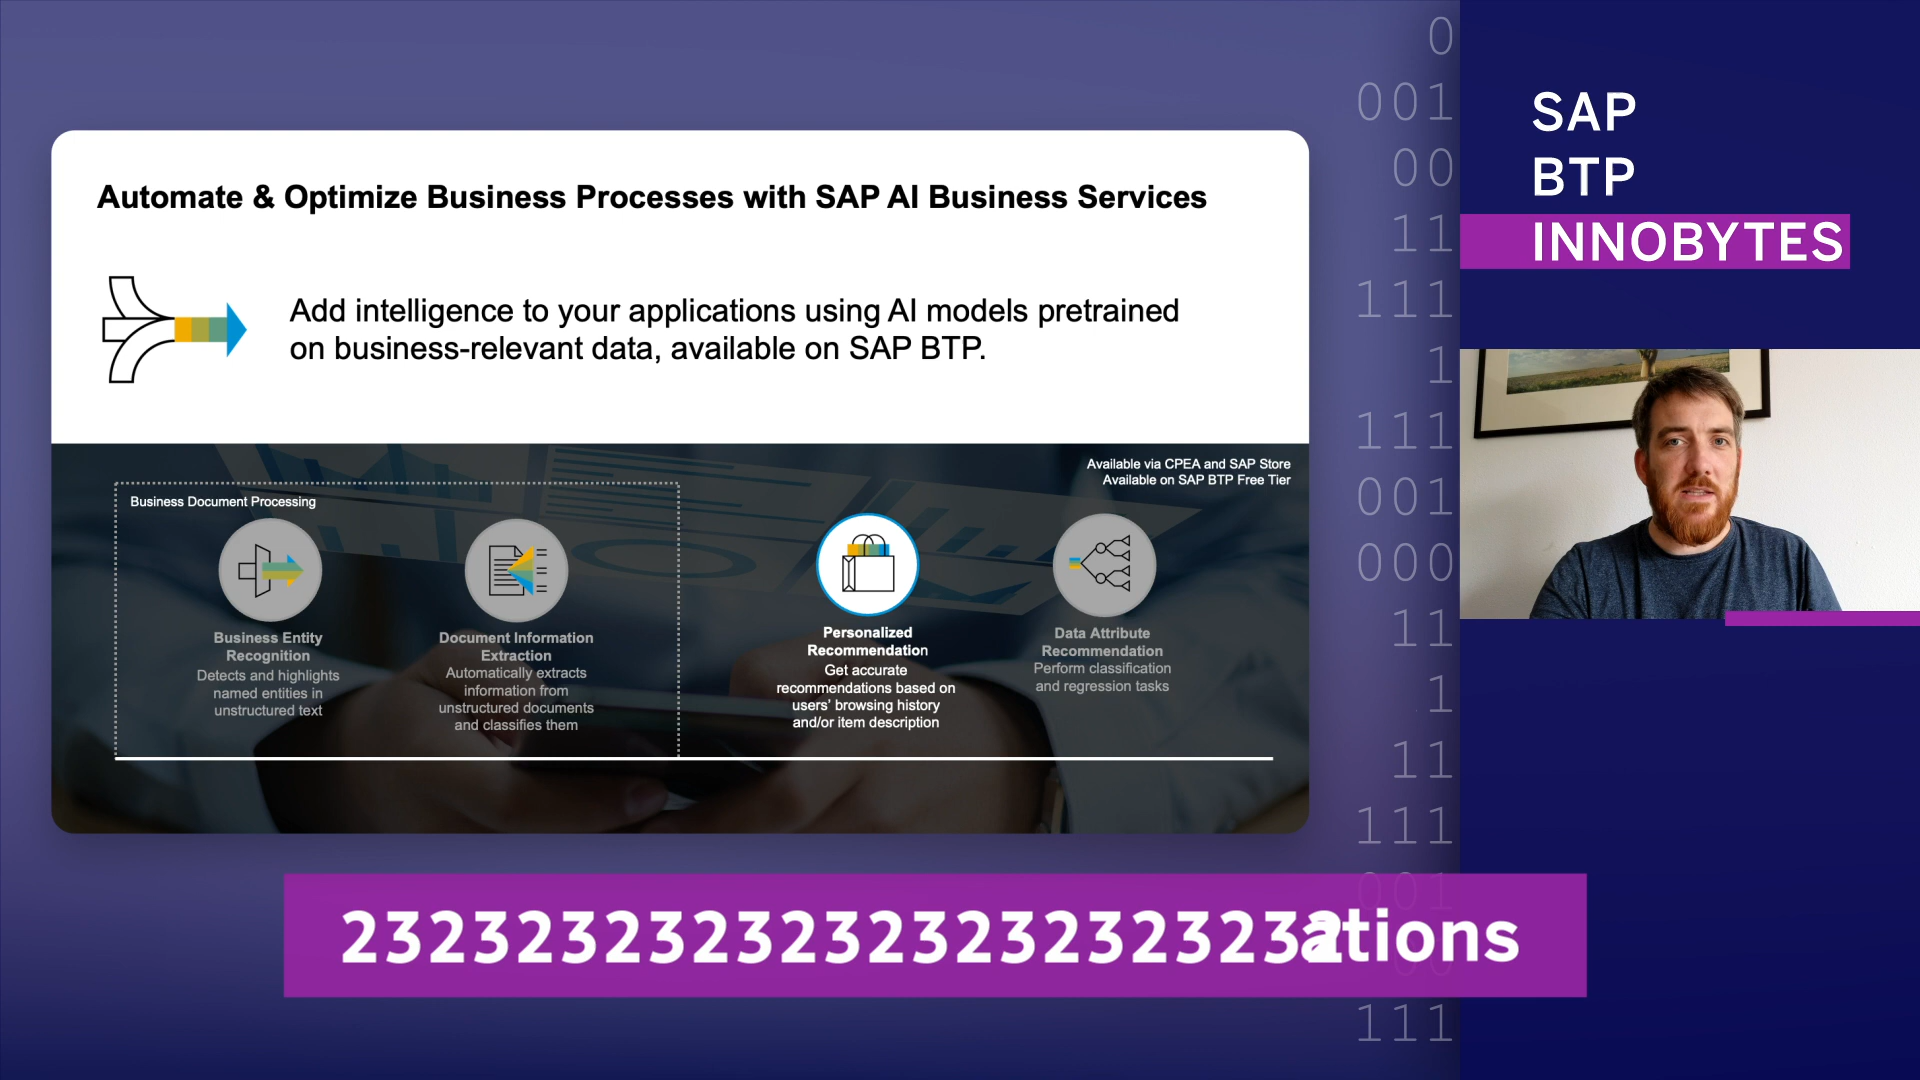 Automate & Optimize Business Processes with SAP AI Business Services
Add intelligence to your applications using AI models pretrained
on business-relevant data, available on SAP BTP.
Available via CPEA and SAP Store
Available on SAP BTP Free Tier
Business Document Processing
Business Entity
Recognition
Detects and highlights
named entities in
unstructured text
Document Information
Extraction
Automatically extracts
information from
unstructured documents
and classifies them
Personalized
Recommendation
Get accurate
recommendations based on
users' browsing history
and/or item description
Data Attribute
Recommendation
Perform classification
and regression tasks
0
001
00
11
111
1
111
001
000
11
1
11
111
001
00
111
SAP
BTP
INNOBYTES